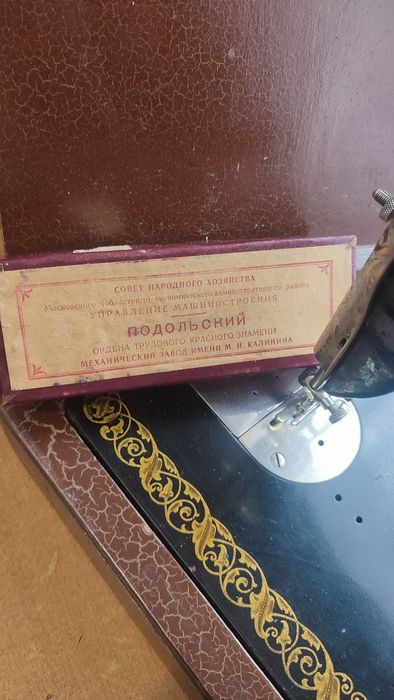 СОВЕТ НАРОДНОГО ХОЗЯЙСТВА
Московского (областного) экономического административного района
УПРАВЛЕНИЕ МАШИНОСТРОЕНИЯ
ПОДОЛЬСКИЙ
ОРДЕНА ТРУДОВОГО КРАСНОГО ЗНАМЕНИ
МЕХАНИЧЕСКИЙ ЗАВОД ИМЕНИ М. И. КАЛИНИНА